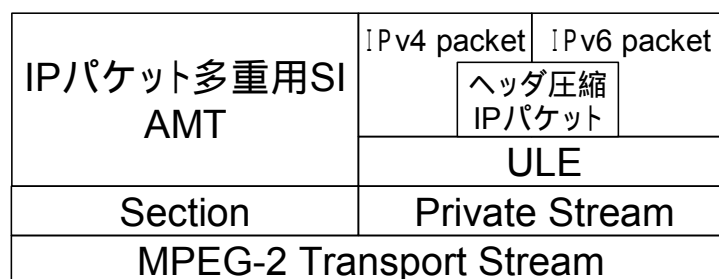 IPv4 packet
IPv6 packet
IPパケット多重用SI
AMT
ヘッダ圧縮
IPパケット
ULE
Section
Private Stream
MPEG-2 Transport Stream